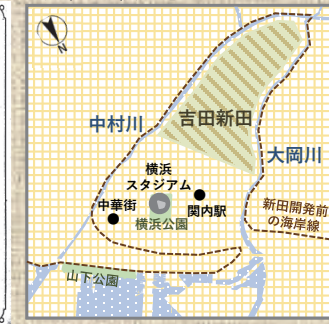 N
中村川
吉田新田
大岡川
横浜
スタジアム
中華街
関内駅
横浜公園
新田開発前
の海岸線
山下公園